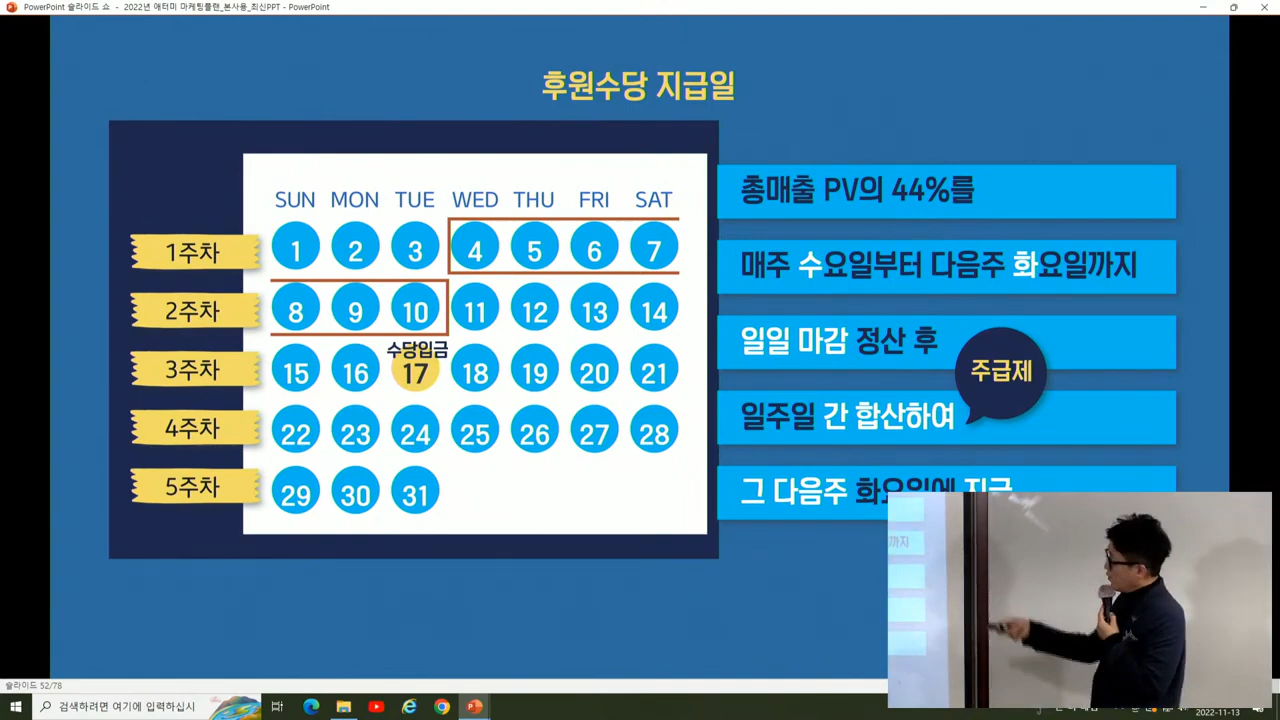 PowerPoint 슬라이드 쇼 - 2022년 애터미 마케팅플랜_본사용_최신PPT - PowerPoint
후원수당 지급일
SUN MON TUE WED THU FRI SAT
1주차 1 2 3 4 5 6 7
2주차 8 9 10 11 12 13 14
수당입금
3주차 15 16 17 18 19 20 21
4주차 22 23 24 25 26 27 28
5주차 29 30 31
총매출 PV의 44%를
매주 수요일부터 다음주 화요일까지
일일 마감 정산 후
주급제
일주일 간 합산하여
그 다음주 화요일에 지급
까지
슬라이드 52/78
검색하려면 여기에 입력하십시
2022-11-13